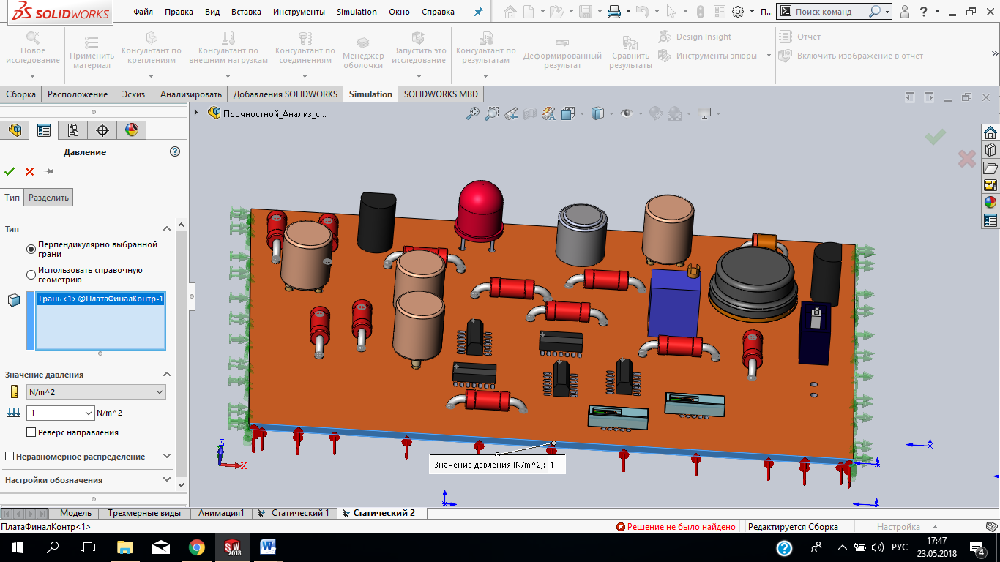 SOLIDWORKS
Файл Правка Вид Вставка Инструменты Simulation Окно Справка
П...
Поиск команд
?
Новое исследование
Применить материал
Консультант по креплениям
Консультант по внешним нагрузкам
Консультант по соединениям
Менеджер оболочки
Запустить это исследование
Консультант по результатам
Деформированный результат
Сравнить результаты
Design Insight
Инструменты эпюры
Отчет
Включить изображение в отчет
Сборка Расположение Эскиз Анализировать Добавления SOLIDWORKS Simulation SOLIDWORKS MBD
Прочностной_Анализ_с...
Давление
?
Тип Разделить
Тип
Перпендикулярно выбранной
грани
Использовать справочную
геометрию
Грань<1>@ПлатаФиналКонтр-1
Значение давления
N/m^2
1 N/m^2
Реверс направления
Неравномерное распределение
Настройки обозначения
Z
X
Значение давления (N/m^2): 1
Модель Трехмерные виды Анимация1 Статический 1 Статический 2
ПлатаФиналКонтр<1>
Решение не было найдено
Редактируется Сборка
Настройка
SW
2018
W
?
РУС
17:47
23.05.2018
4